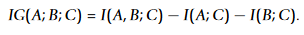 IG(A;B;C) = I(A,B;C) − I(A;C) − I(B;C).